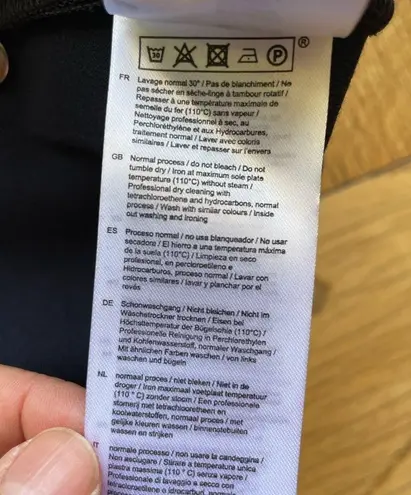 30 P ®
FR Lavage normal 30° / Pas de blanchiment / Ne
pas sécher en sèche-linge à tambour rotatif /
Repasser à une température maximale de
semelle du fer (110°C) sans vapeur /
Nettoyage professionnel à sec, au
Perchloréthylène et aux Hydrocarbures,
traitement normal / Laver avec coloris
similaires / Laver et repasser sur l'envers
GB Normal process / do not bleach / Do not
tumble dry / Iron at maximum sole plate
temperature (110°C) without steam /
Professional dry cleaning with
tetrachloroethene and hydrocarbons, normal
process / Wash with similar colours / Inside
out washing and ironing
ES Proceso normal / no use blanqueador / No usar
secadora / El hierro a una temperatura máxima
de la suela (110°C) / Limpieza en seco
profesional, en percloroetileno e
Hidrocarburos, proceso normal / Lavar con
colores similares / lavar y planchar por el
revés
DE Schonwaschgang / Nicht bleichen / Nicht im
Wäschetrockner trocknen / Eisen bei
Höchsttemperatur der Bügelsohle (110°C) /
Professionelle Reinigung in Perchlorethylen
und Kohlenwasserstoff, normaler Waschgang /
Mit ähnlichen Farben waschen / von links
waschen und bügeln
NL normaal proces / niet bleken / Niet in de
droger / Iron maximaal voetplaat temperatuur
(110 ° C) zonder stoom / Een professionele
stomerij met tetrachlooretheen en
koolwaterstoffen, normaal proces / met
gelijke kleuren wassen / binnenstebuiten
wassen en strijken
IT normale processo / non usare la candeggina /
Non asciugare / Stirare a temperatura unica
piastra massima (110 ° C) senza vapore /
Professionale di lavaggio a secco con
idrocarburi, normale